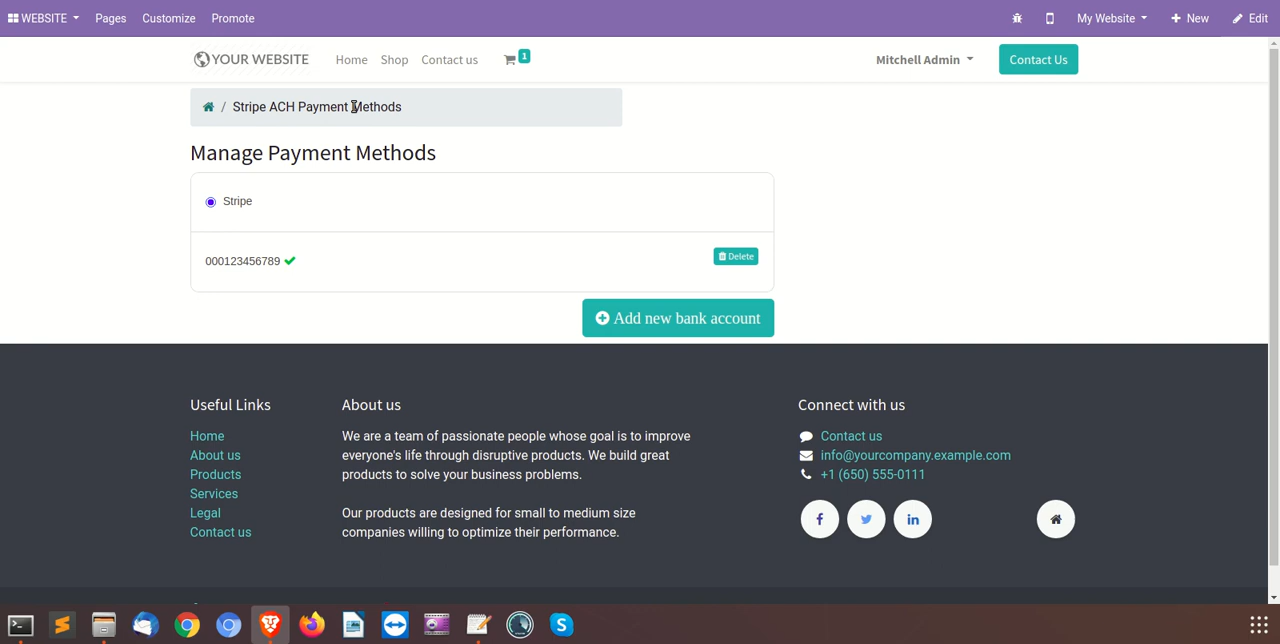 WEBSITE Pages Customize Promote My Website New Edit
YOUR WEBSITE Home Shop Contact us 1 Mitchell Admin Contact Us
/ Stripe ACH Payment Methods
Manage Payment Methods
Stripe
000123456789 Delete
Add new bank account
Useful Links
Home
About us
Products
Services
Legal
Contact us
About us
We are a team of passionate people whose goal is to improve
everyone's life through disruptive products. We build great
products to solve your business problems.
Our products are designed for small to medium size
companies willing to optimize their performance.
Connect with us
Contact us
info@yourcompany.example.com
+1 (650) 555-0111